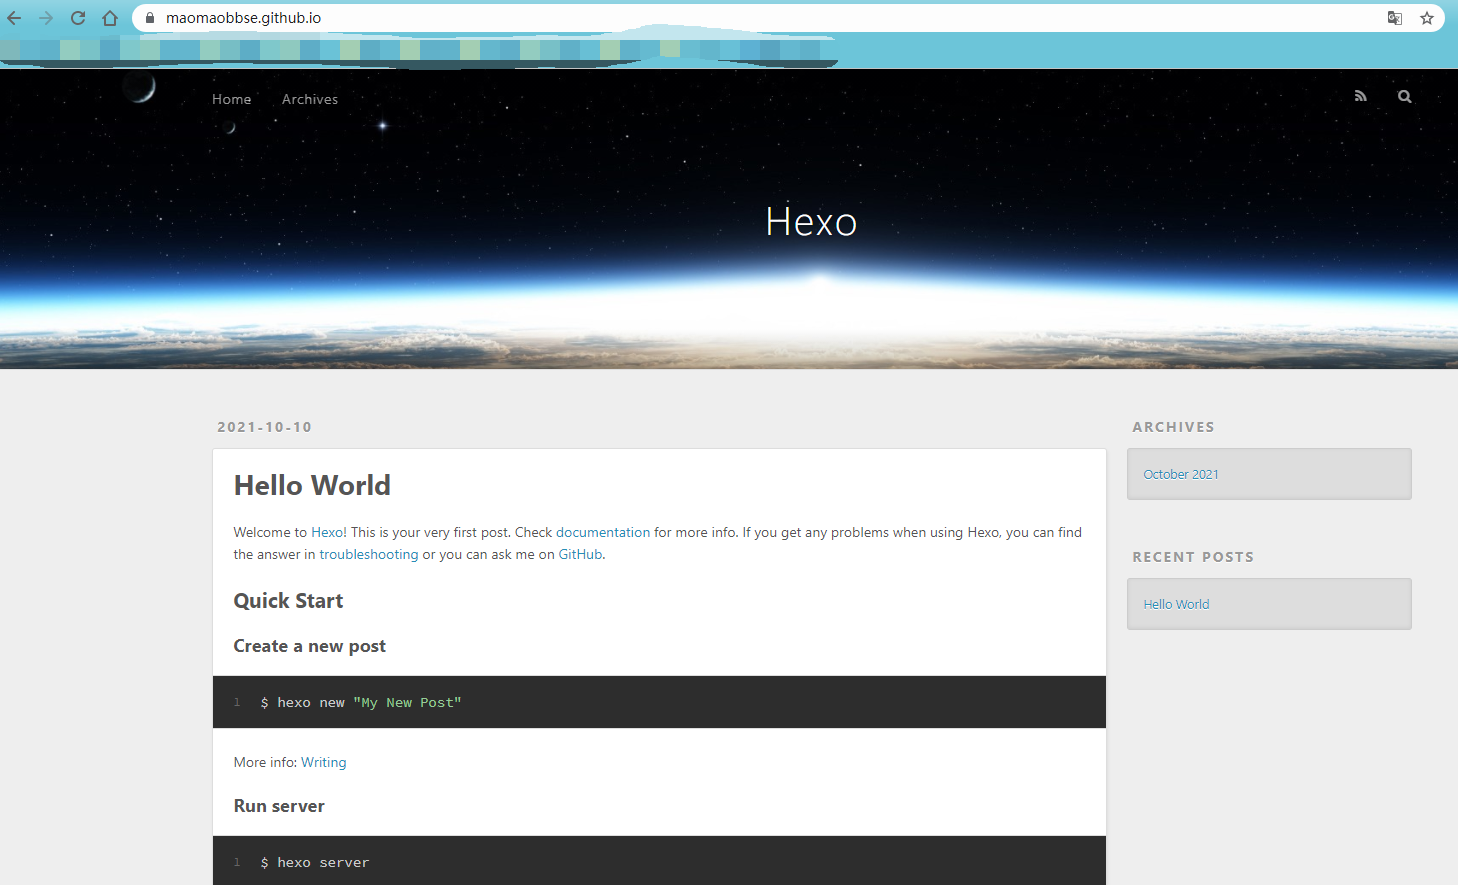 maomaobbse.github.io
Home Archives
Hexo
2021-10-10
Hello World
Welcome to Hexo! This is your very first post. Check documentation for more info. If you get any problems when using Hexo, you can find
the answer in troubleshooting or you can ask me on GitHub.
Quick Start
Create a new post
1 $ hexo new "My New Post"
More info: Writing
Run server
1 $ hexo server
ARCHIVES
October 2021
RECENT POSTS
Hello World